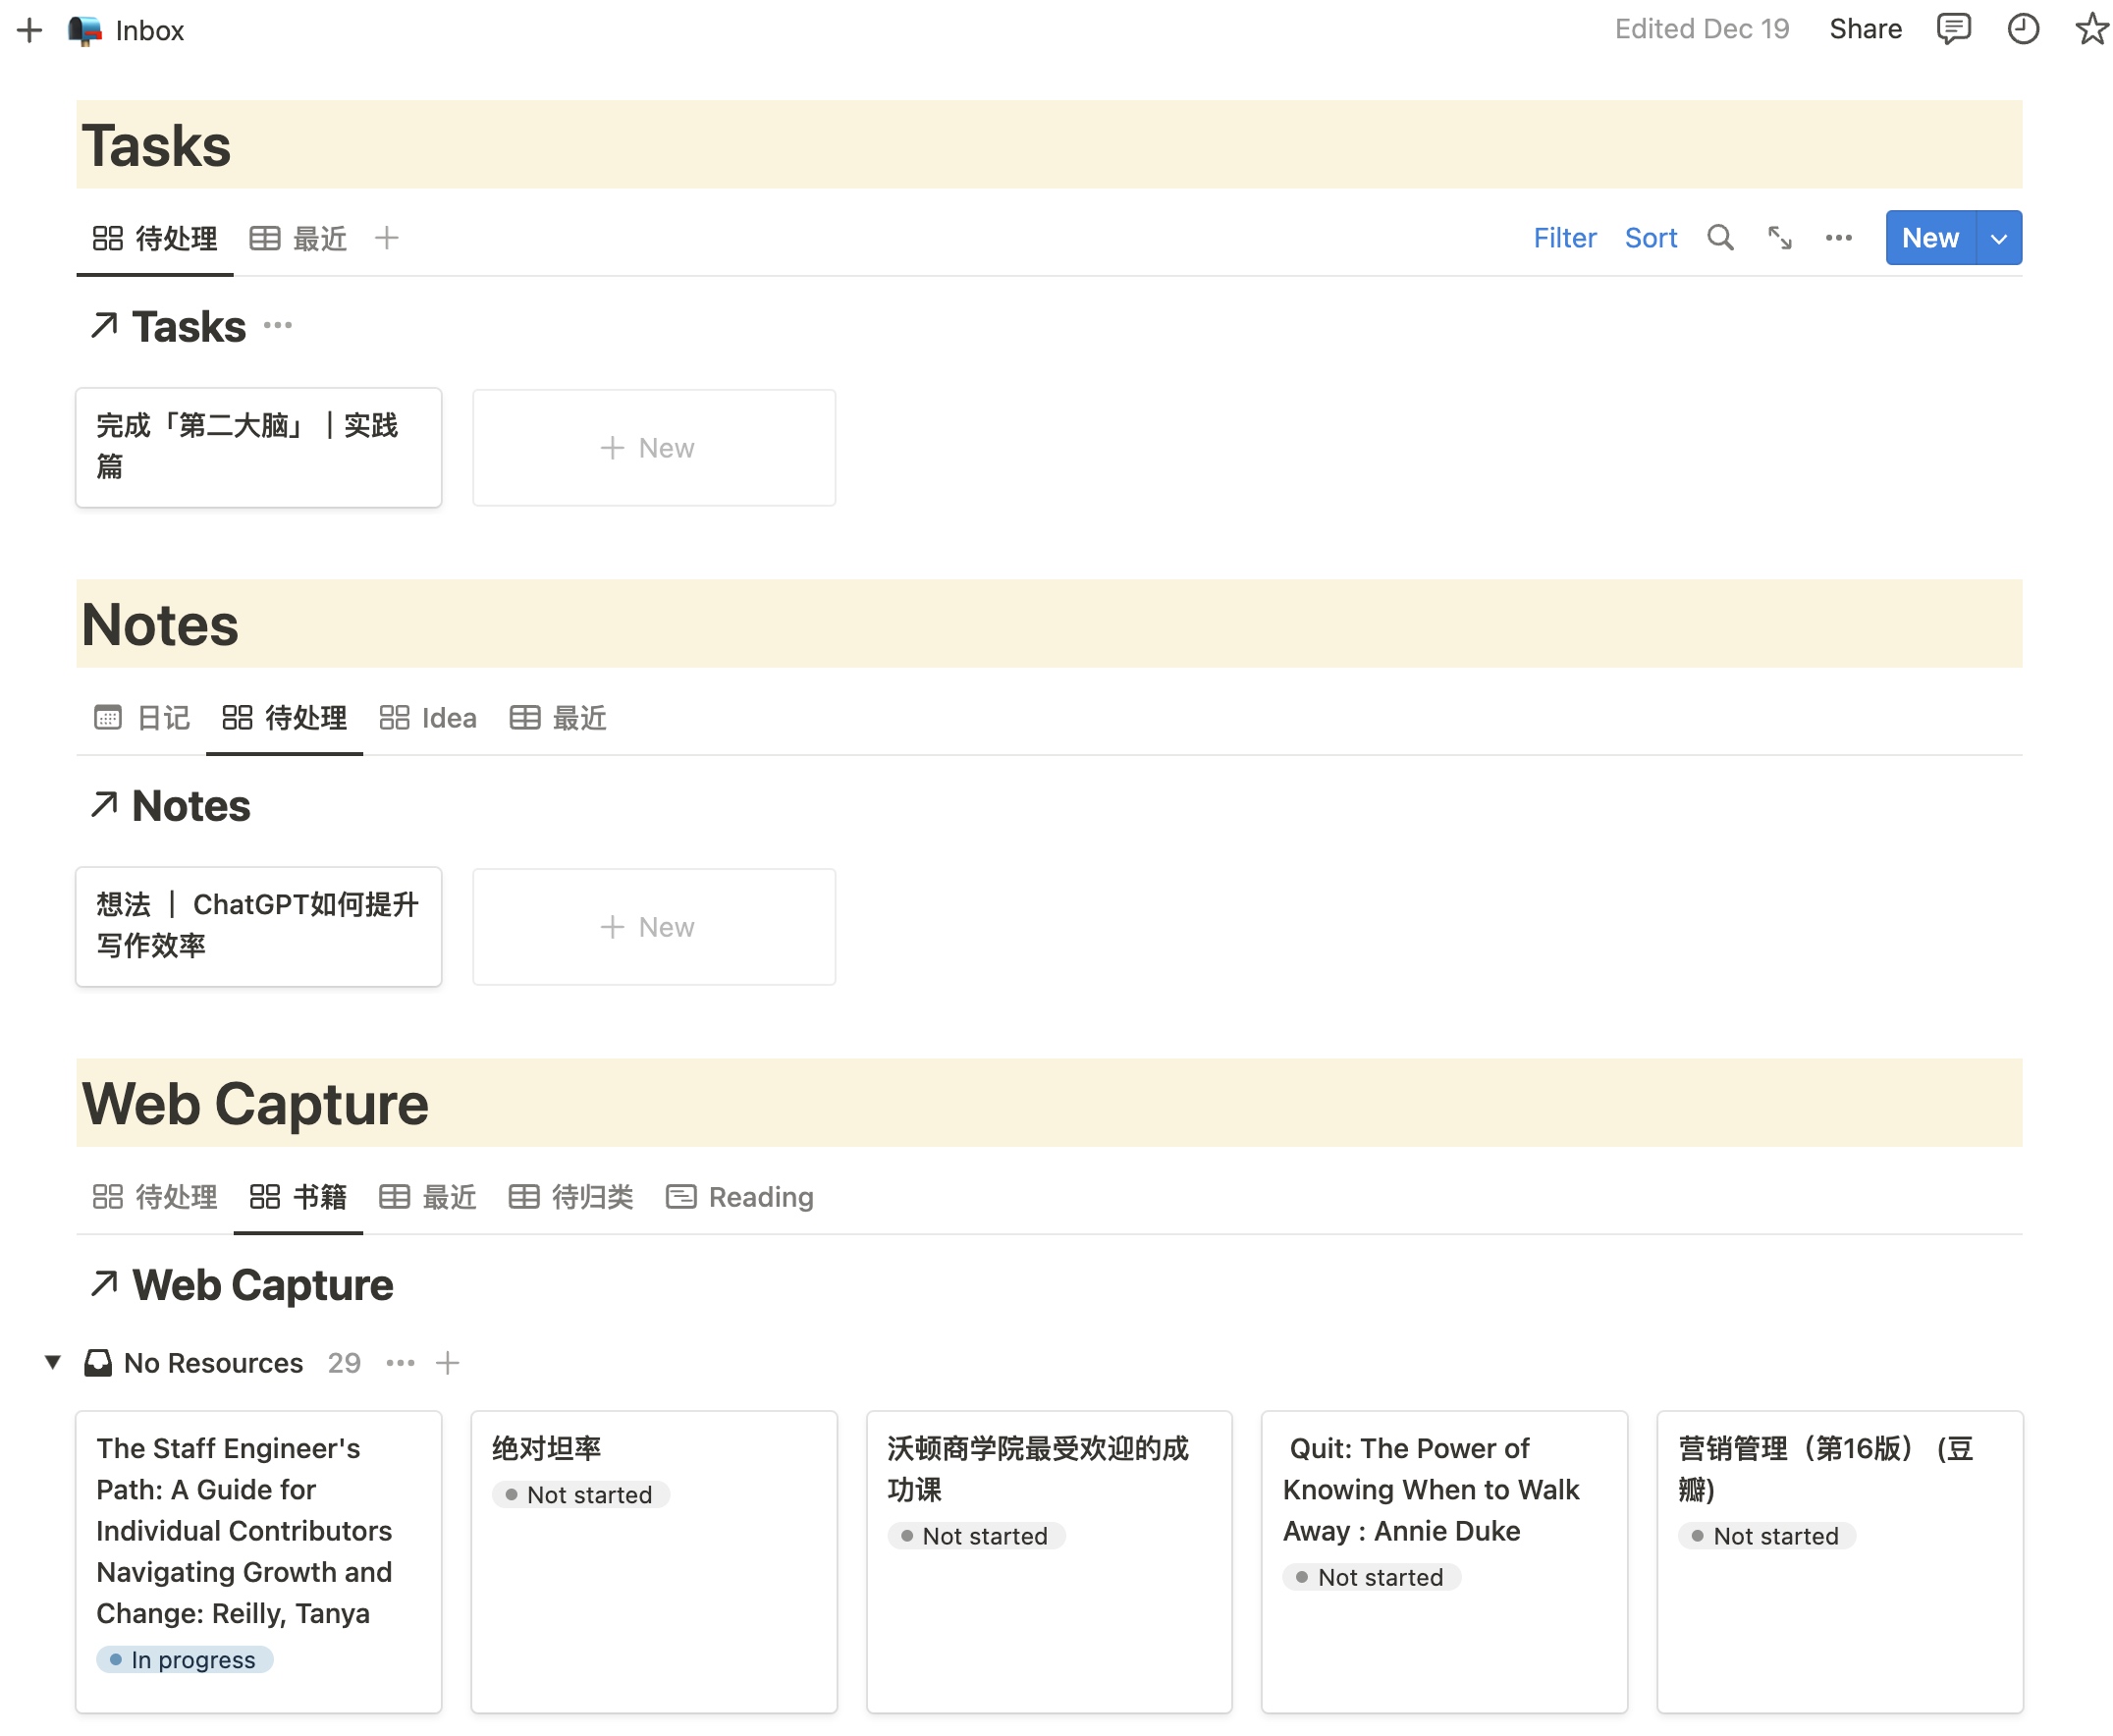 Inbox
Edited Dec 19
Share
Tasks
待处理
最近
Filter
Sort
New
Tasks
完成「第二大脑」｜实践
篇
New
Notes
日记
待处理
Idea
最近
Notes
想法 ｜ ChatGPT如何提升
写作效率
New
Web Capture
待处理
书籍
最近
待归类
Reading
Web Capture
No Resources 29
The Staff Engineer's
Path: A Guide for
Individual Contributors
Navigating Growth and
Change: Reilly, Tanya
In progress
绝对坦率
Not started
沃顿商学院最受欢迎的成
功课
Not started
Quit: The Power of
Knowing When to Walk
Away : Annie Duke
Not started
营销管理（第16版） (豆
瓣)
Not started